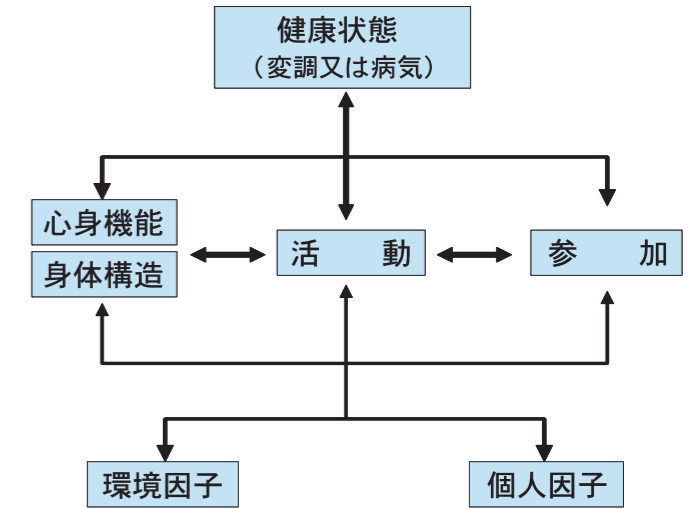 健康状態
（変調又は病気）
心身機能
身体構造
活　動
参　加
環境因子
個人因子